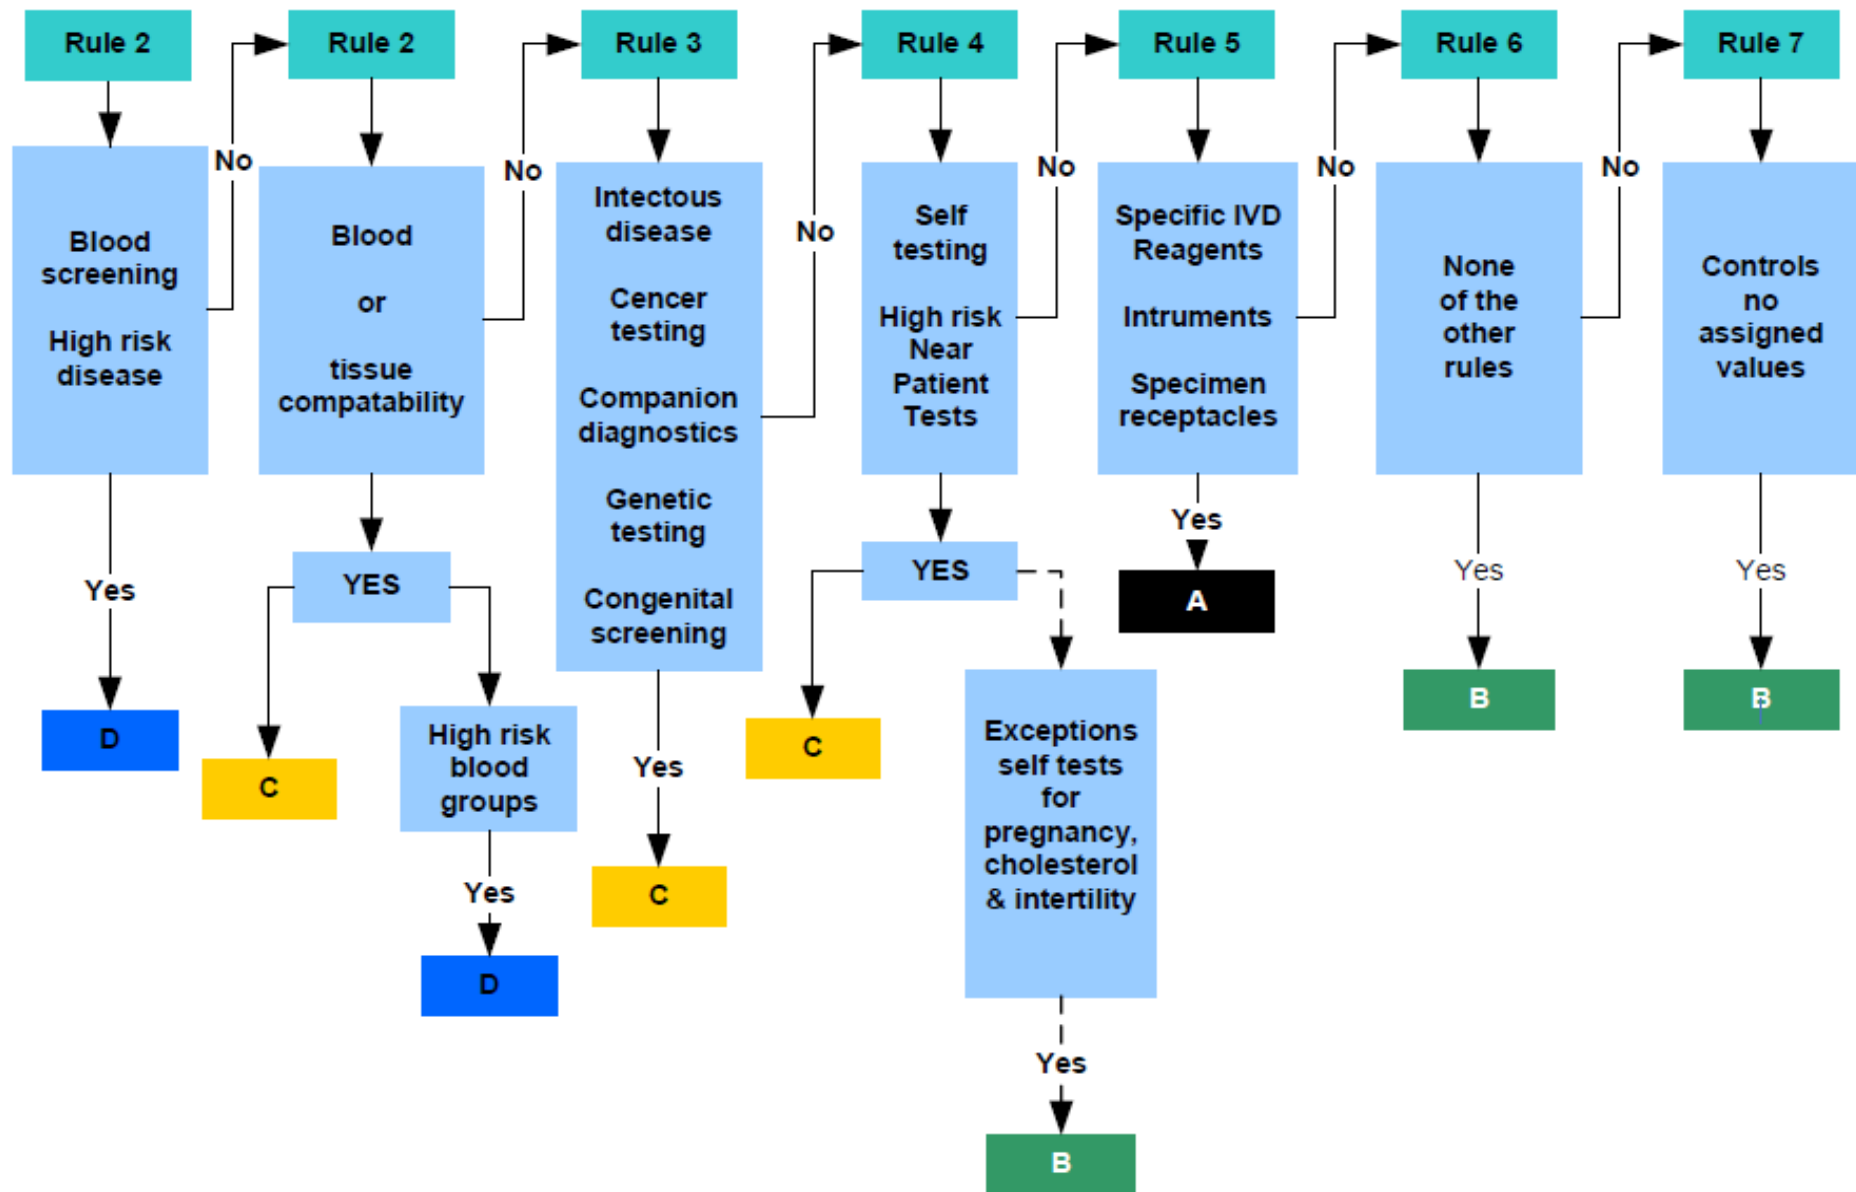 Rule 2
Rule 2
Rule 3
Rule 4
Rule 5
Rule 6
Rule 7
No
No
No
No
No
No
Blood
screening
High risk
disease
Blood
or
tissue
compatability
Intectous
disease
Cencer
testing
Companion
diagnostics
Genetic
testing
Congenital
screening
Self
testing
High risk
Near
Patient
Tests
Specific IVD
Reagents
Intruments
Specimen
receptacles
None
of the
other
rules
Controls
no
assigned
values
Yes
YES
YES
Yes
Yes
Yes
D
C
High risk
blood
groups
Yes
D
Yes
C
C
Exceptions
self tests
for
pregnancy,
cholesterol
& intertility
Yes
B
A
B
B